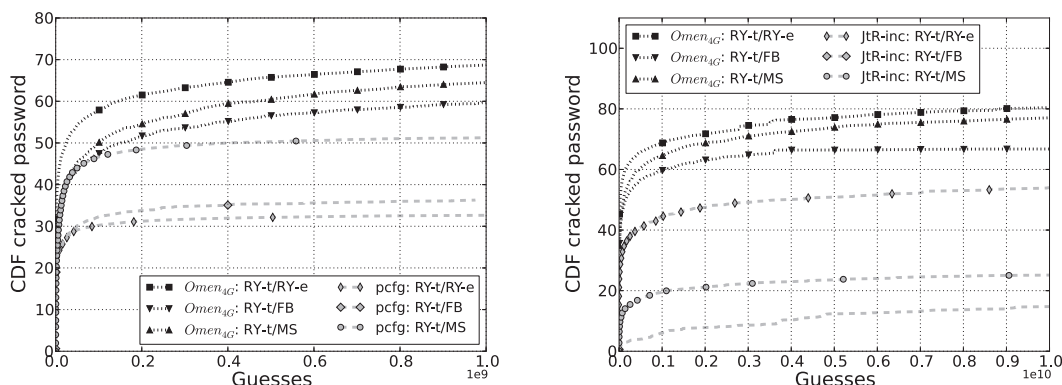 80
70
60
50
40
30
20
10
0
CDF cracked password
0.0 0.2 0.4 0.6 0.8 1.0
Guesses
1e9
Omen4G: RY-t/RY-e
Omen4G: RY-t/FB
Omen4G: RY-t/MS
pcfg: RY-t/RY-e
pcfg: RY-t/FB
pcfg: RY-t/MS
100
80
60
40
20
0
CDF cracked password
Omen4G: RY-t/RY-e
Omen4G: RY-t/FB
Omen4G: RY-t/MS
JtR-inc: RY-t/RY-e
JtR-inc: RY-t/FB
JtR-inc: RY-t/MS
0.0 0.1 0.2 0.3 0.4 0.5 0.6 0.7 0.8 0.9 1.0
Guesses
1e10